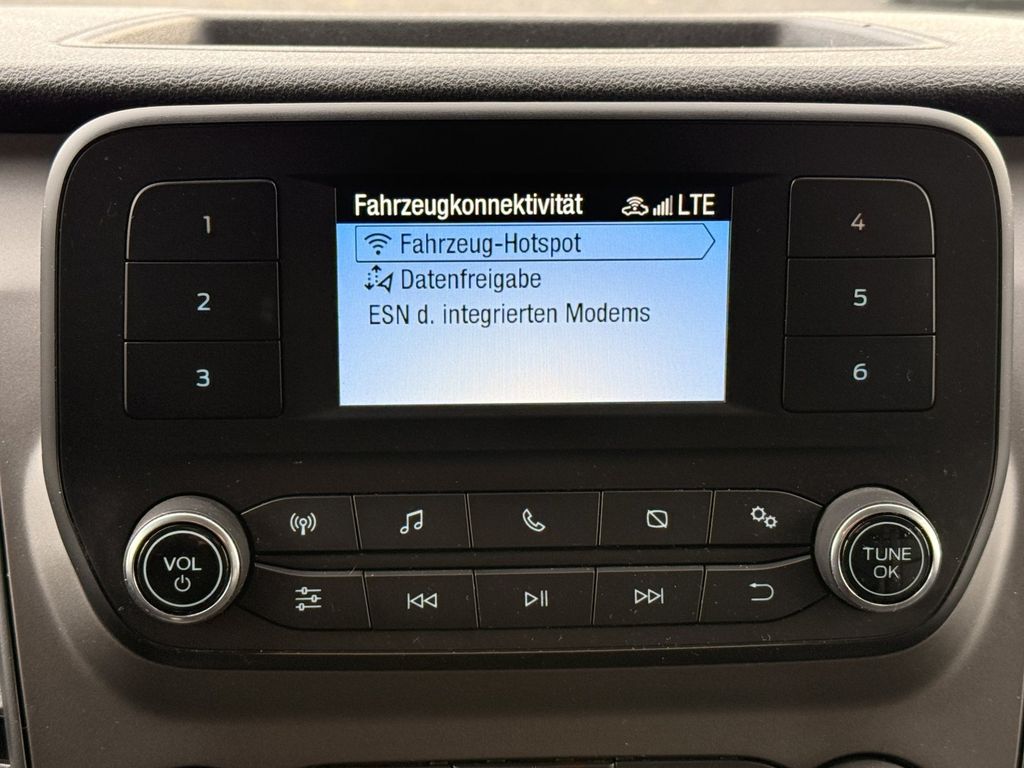 Fahrzeugkonnektivität LTE
Fahrzeug-Hotspot
Datenfreigabe
ESN d. integrierten Modems
1
2
3
4
5
6
VOL
TUNE
OK